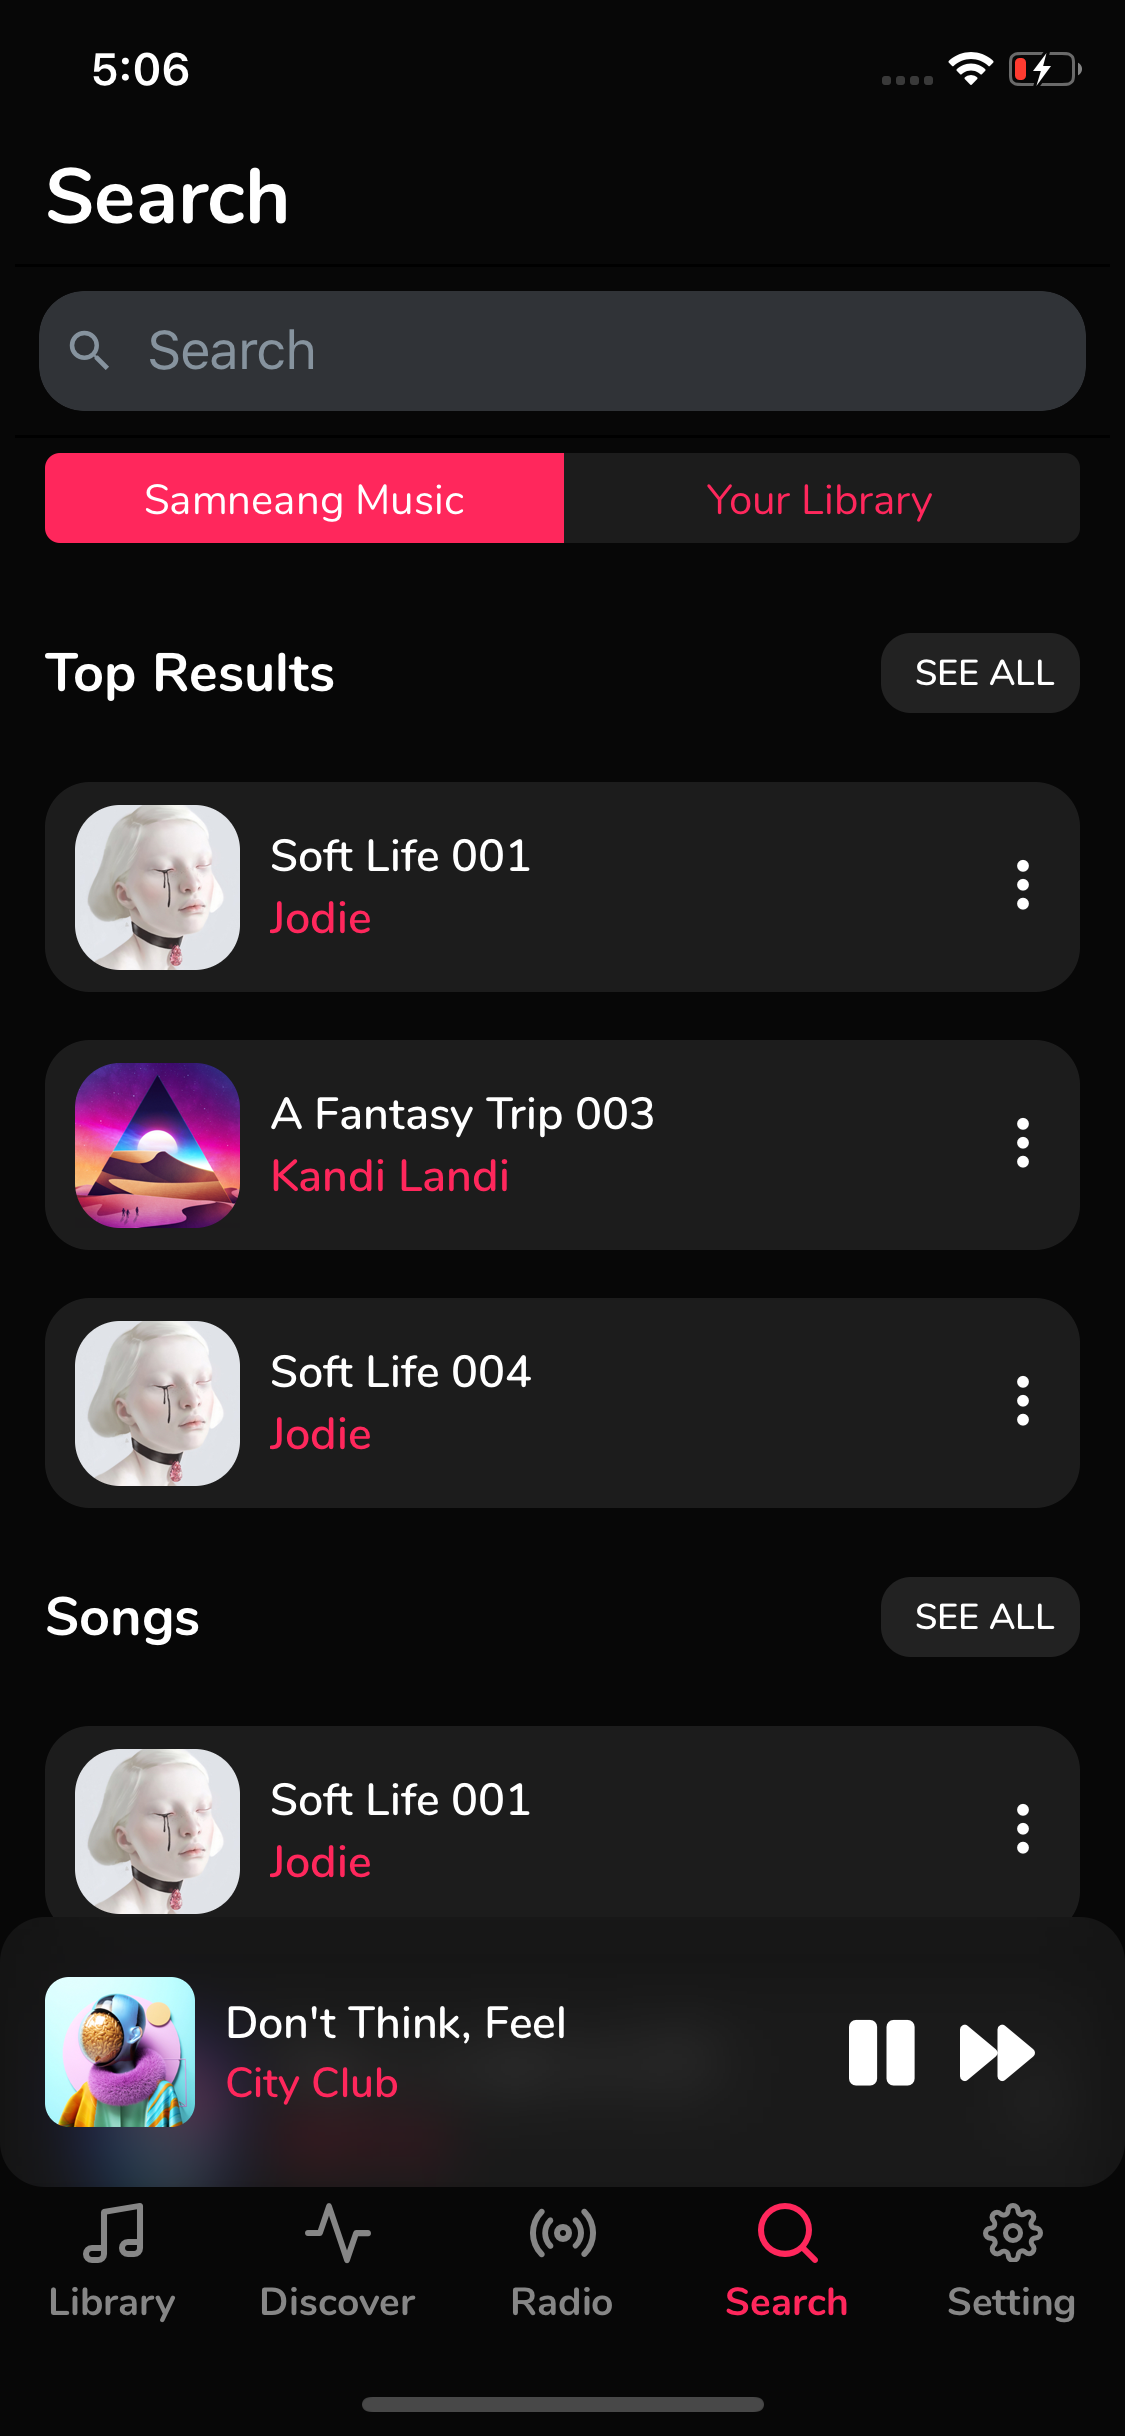 5:06
Search
Search
Samneang Music
Your Library
Top Results
SEE ALL
Soft Life 001
Jodie
A Fantasy Trip 003
Kandi Landi
Soft Life 004
Jodie
Songs
SEE ALL
Soft Life 001
Jodie
Don't Think, Feel
City Club
Library
Discover
Radio
Search
Setting